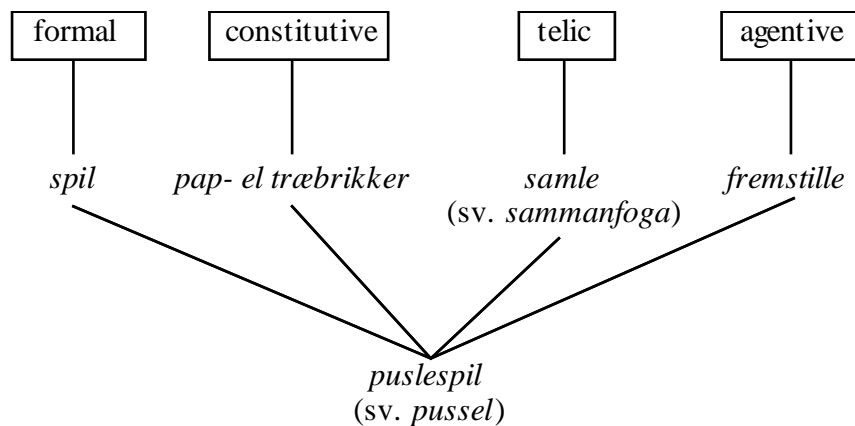 formal constitutive telic agentive
spil pap- el træbrikker samle fremstille
(sv. sammanfoga)
puslespil
(sv. pussel)